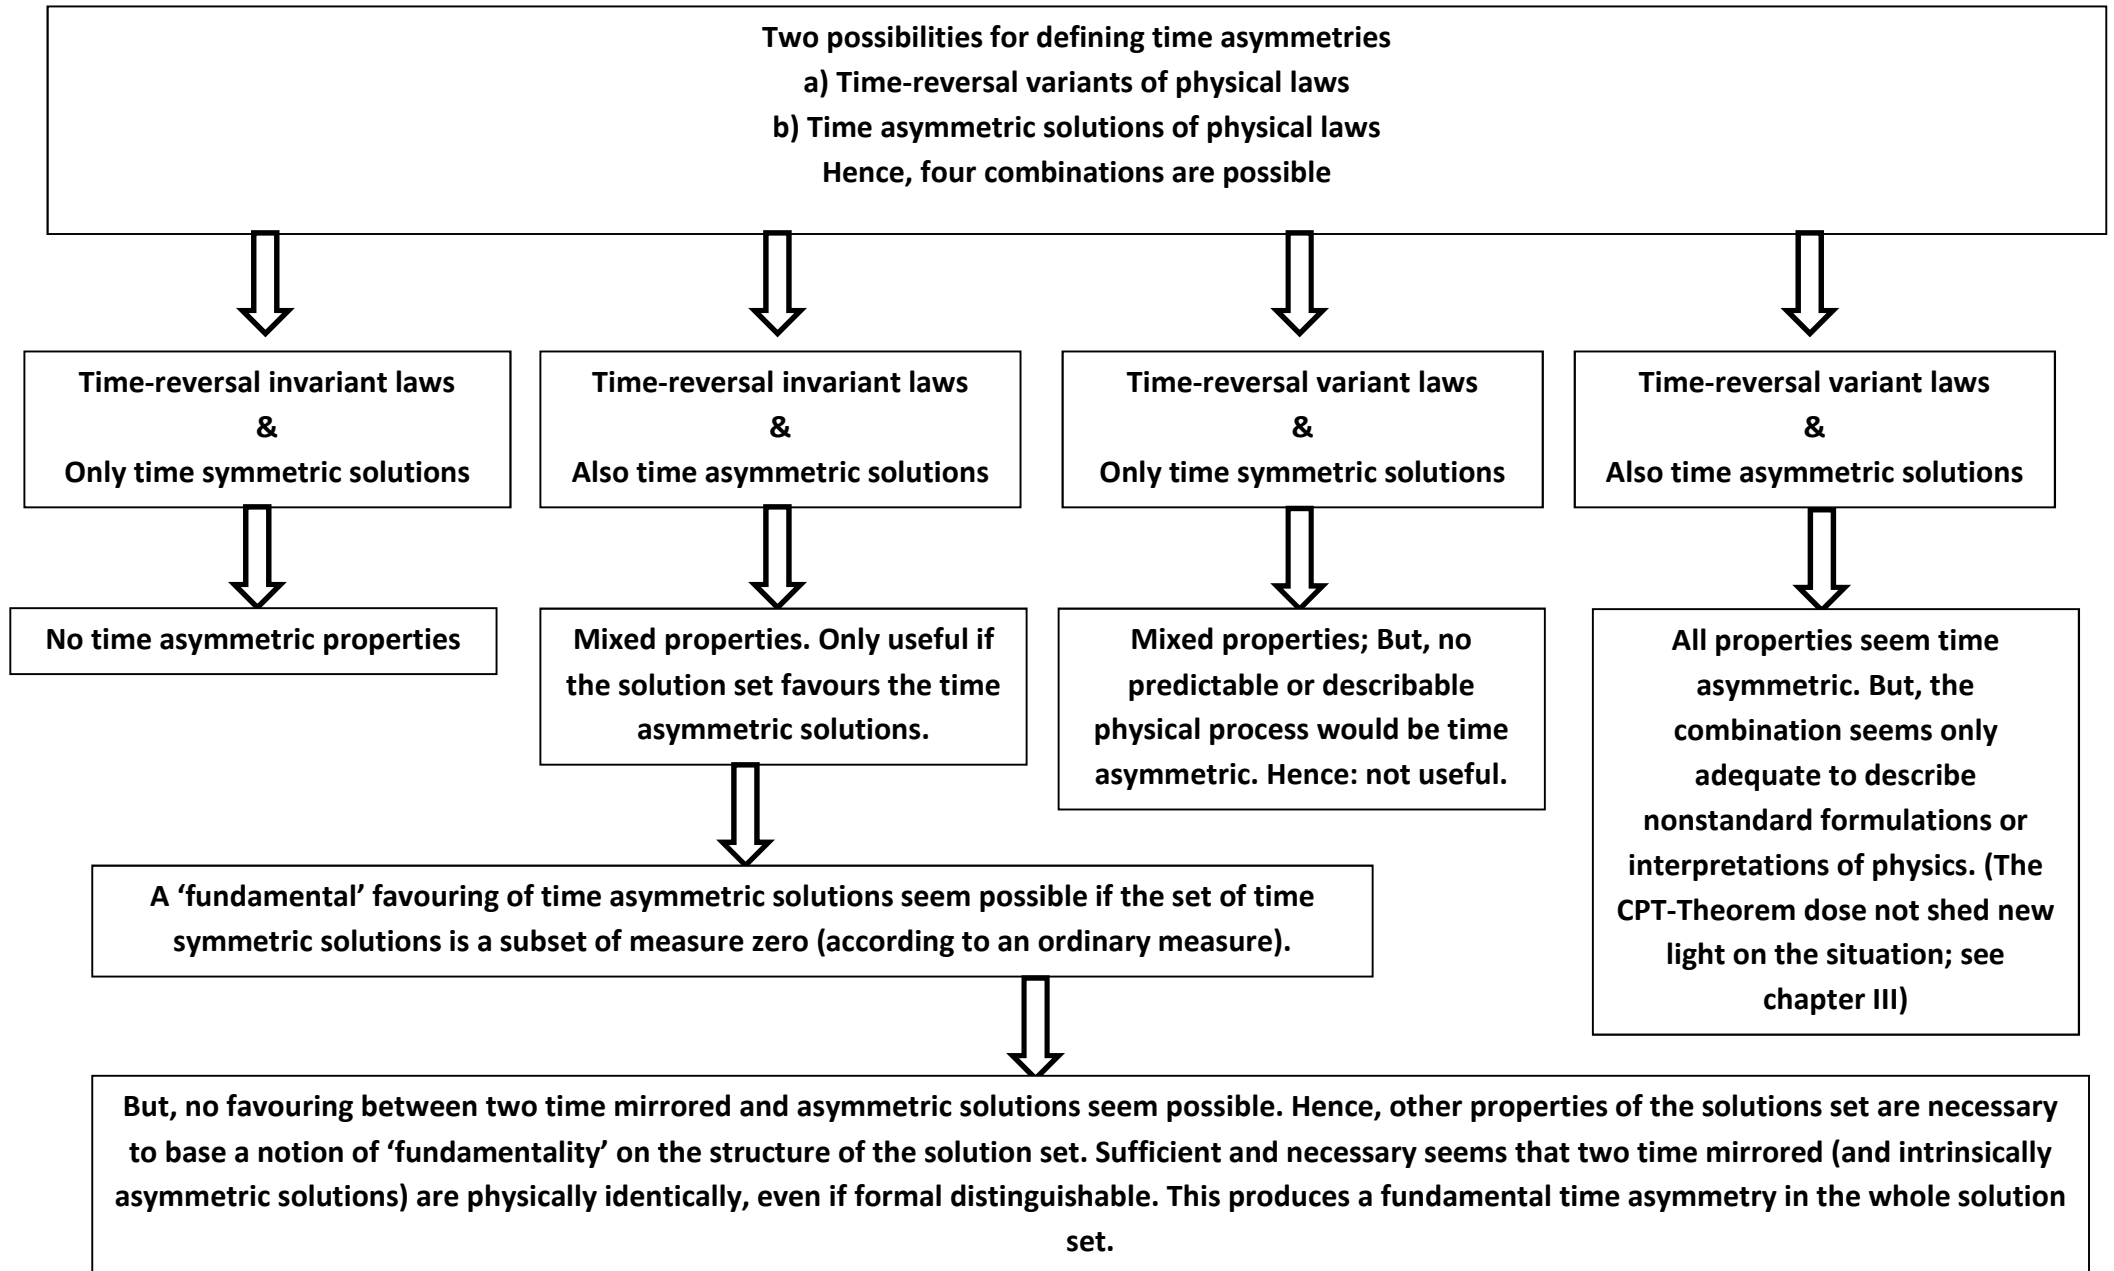 Two possibilities for defining time asymmetries
a) Time-reversal variants of physical laws
b) Time asymmetric solutions of physical laws
Hence, four combinations are possible
Time-reversal invariant laws
&
Only time symmetric solutions
Time-reversal invariant laws
&
Also time asymmetric solutions
Time-reversal variant laws
&
Only time symmetric solutions
Time-reversal variant laws
&
Also time asymmetric solutions
No time asymmetric properties
Mixed properties. Only useful if
the solution set favours the time
asymmetric solutions.
Mixed properties; But, no
predictable or describable
physical process would be time
asymmetric. Hence: not useful.
All properties seem time
asymmetric. But, the
combination seems only
adequate to describe
nonstandard formulations or
interpretations of physics. (The
CPT-Theorem dose not shed new
light on the situation; see
chapter III)
A ‘fundamental’ favouring of time asymmetric solutions seem possible if the set of time
symmetric solutions is a subset of measure zero (according to an ordinary measure).
But, no favouring between two time mirrored and asymmetric solutions seem possible. Hence, other properties of the solutions set are necessary
to base a notion of ‘fundamentality’ on the structure of the solution set. Sufficient and necessary seems that two time mirrored (and intrinsically
asymmetric solutions) are physically identically, even if formal distinguishable. This produces a fundamental time asymmetry in the whole solution
set.